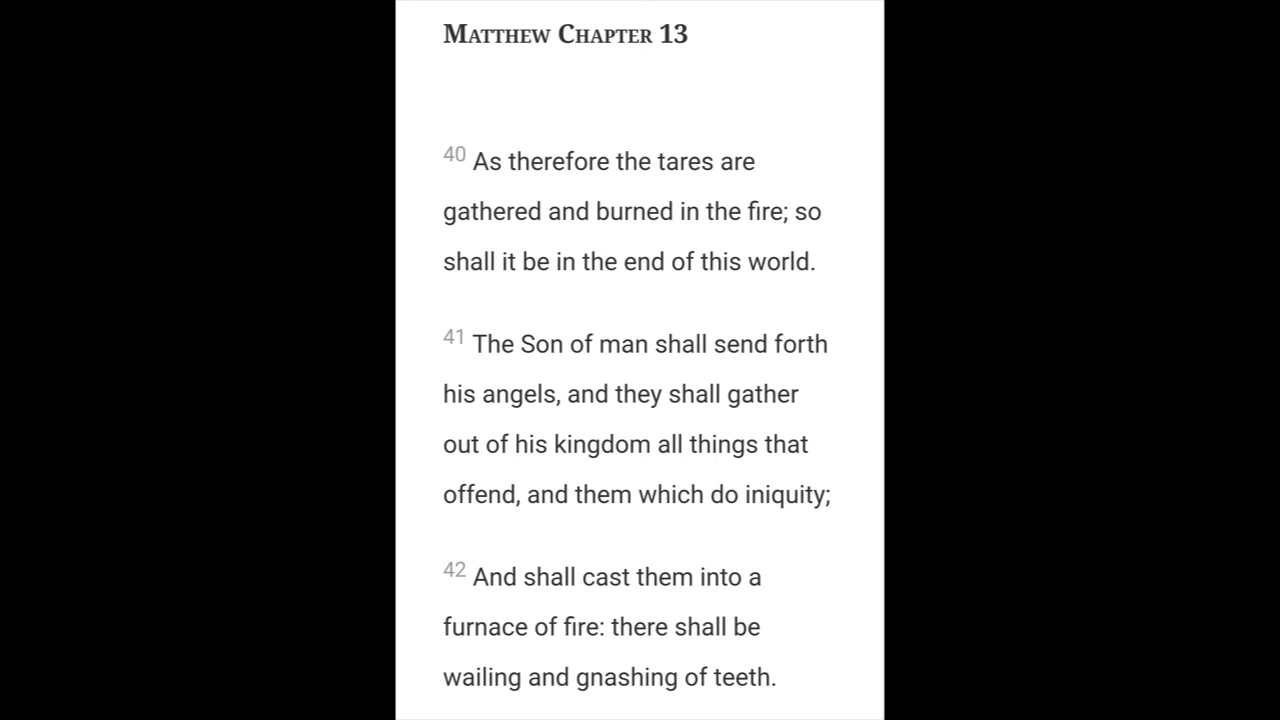 Matthew Chapter 13
40 As therefore the tares are
gathered and burned in the fire; so
shall it be in the end of this world.
41 The Son of man shall send forth
his angels, and they shall gather
out of his kingdom all things that
offend, and them which do iniquity;
42 And shall cast them into a
furnace of fire: there shall be
wailing and gnashing of teeth.